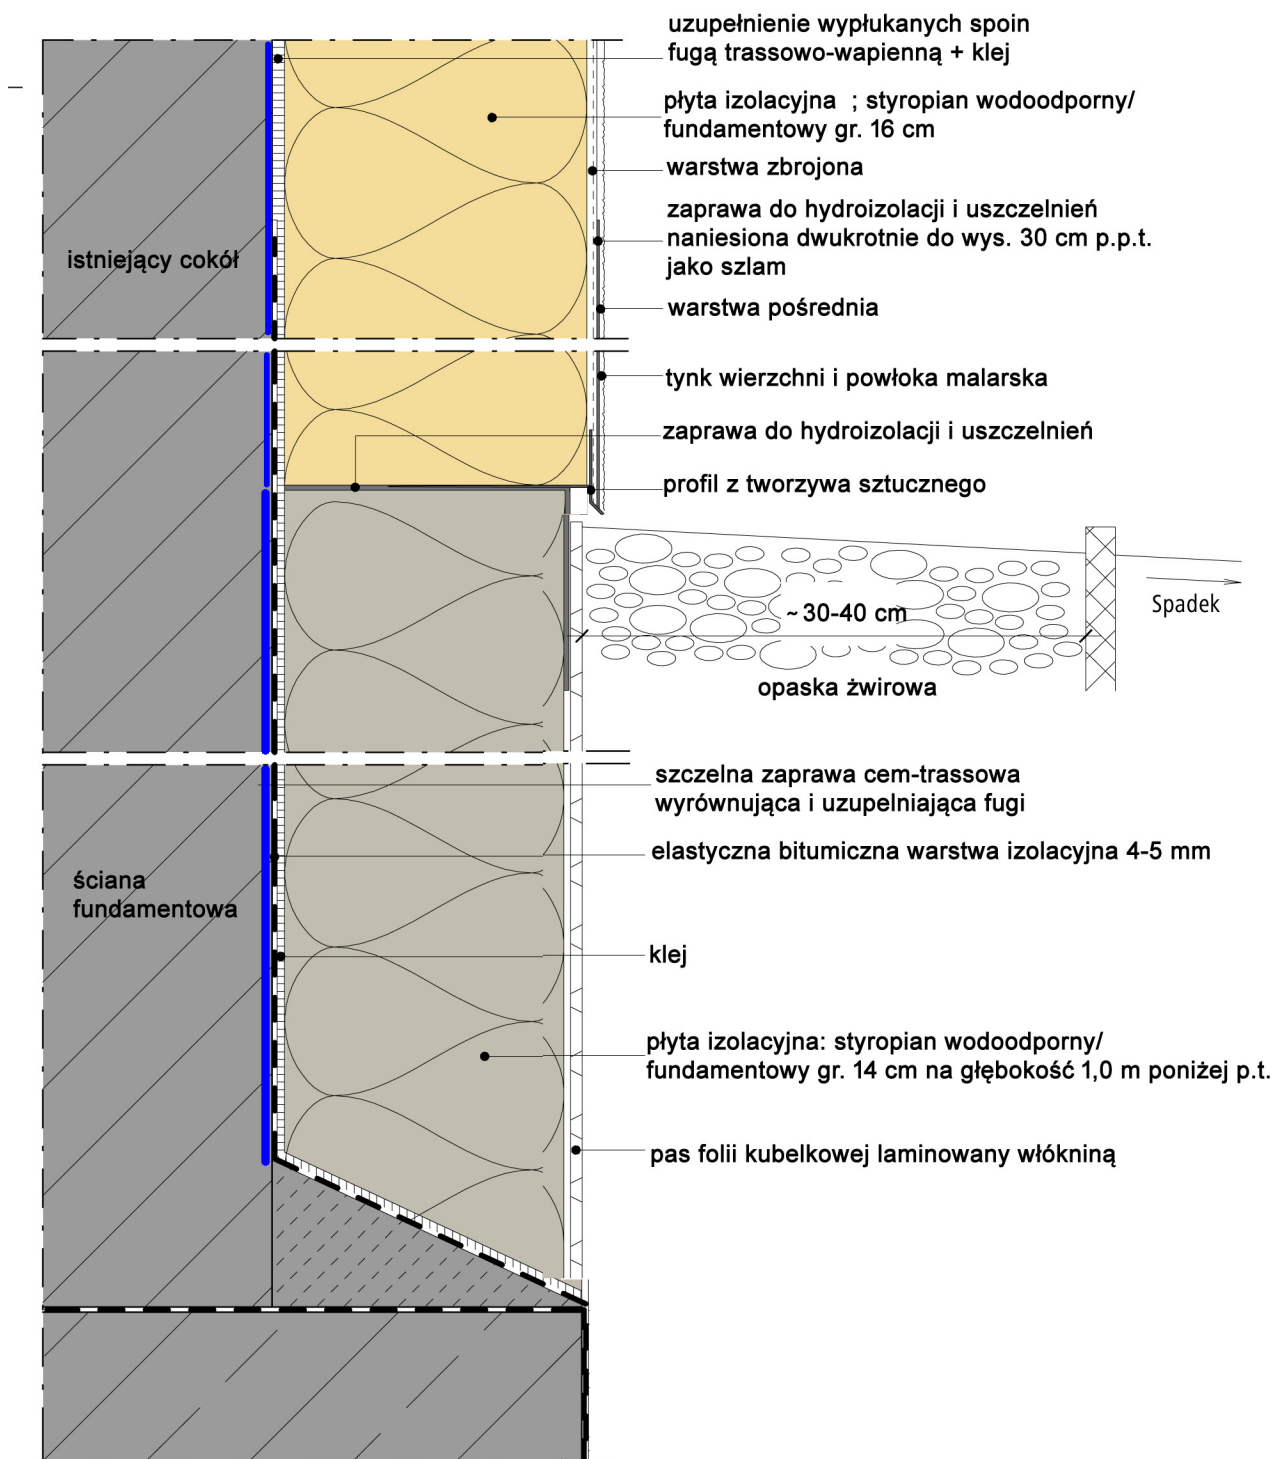 uzupełnienie wypłukanych spoin
fugą trassowo-wapienną + klej
płyta izolacyjna ; styropian wodoodporny/
fundamentowy gr. 16 cm
warstwa zbrojona
zaprawa do hydroizolacji i uszczelnień
naniesiona dwukrotnie do wys. 30 cm p.p.t.
jako szlam
istniejący cokół
warstwa pośrednia
tynk wierzchni i powłoka malarska
zaprawa do hydroizolacji i uszczelnień
profil z tworzywa sztucznego
Spadek
~ 30-40 cm
opaska żwirowa
szczelna zaprawa cem-trassowa
wyrównująca i uzupelniająca fugi
elastyczna bitumiczna warstwa izolacyjna 4-5 mm
ściana
fundamentowa
klej
płyta izolacyjna: styropian wodoodporny/
fundamentowy gr. 14 cm na głębokość 1,0 m poniżej p.t.
pas folii kubelkowej laminowany włókniną